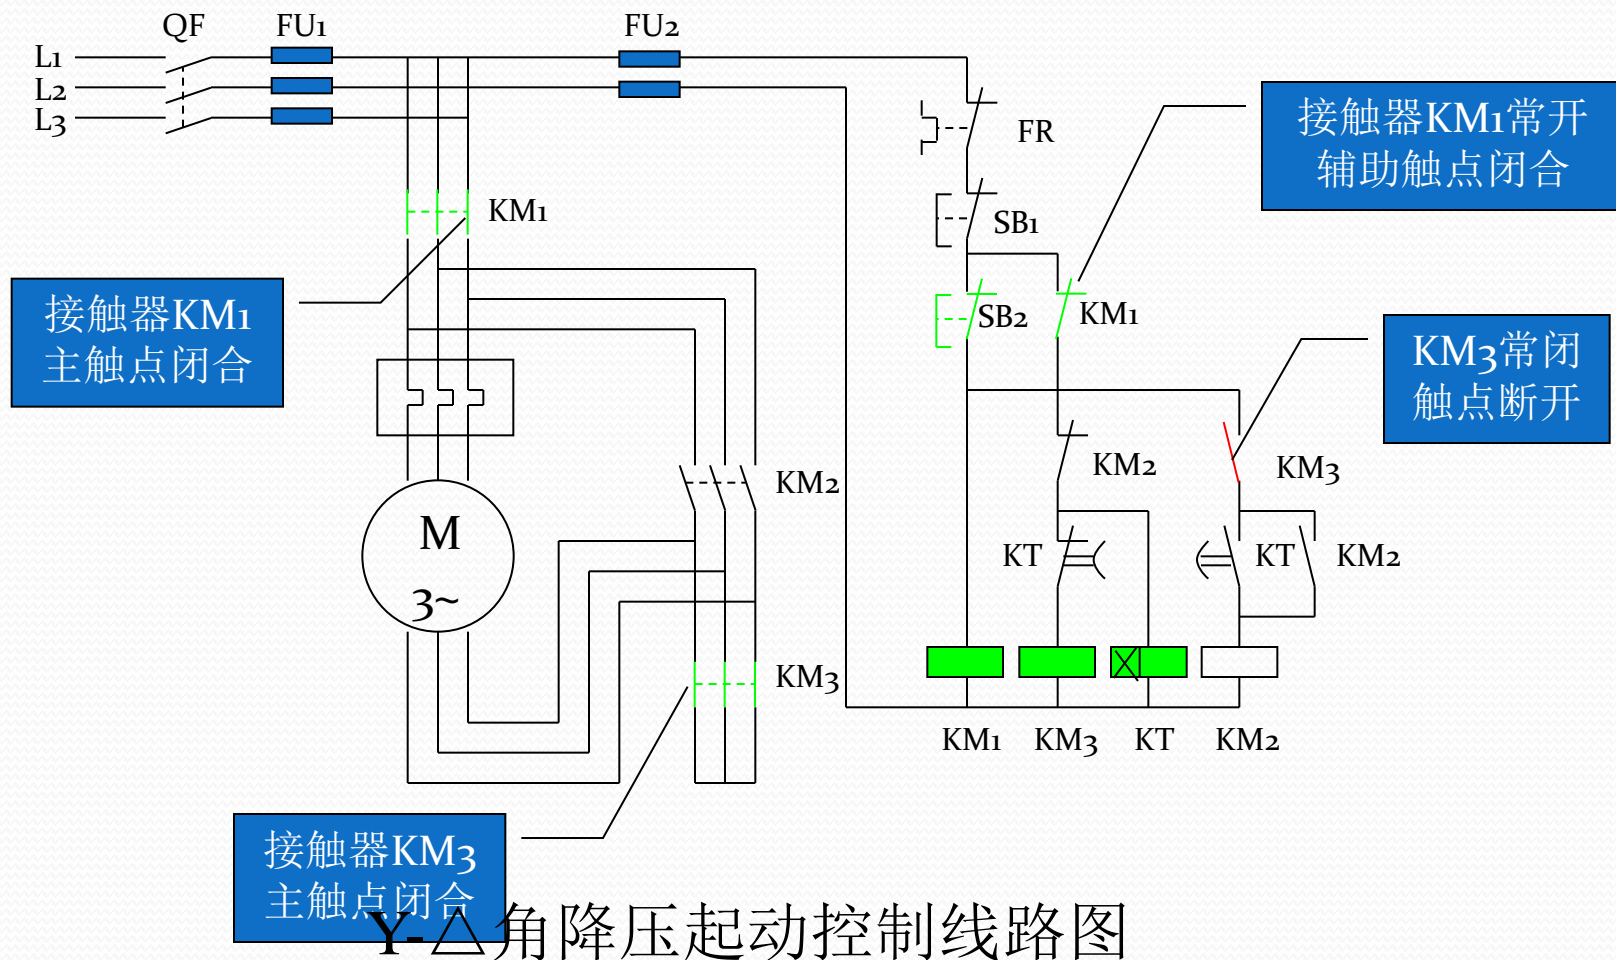 QF
FU1
FU2
L1
L2
L3
FR
接触器KM1常开
辅助触点闭合
KM1
SB1
接触器KM1
主触点闭合
SB2
KM1
KM3常闭
触点断开
KM2
KM3
KM2
M
3~
KT
KT
KM2
KM3
KM1
KM3
KT
KM2
接触器KM3
主触点闭合
Y-△角降压起动控制线路图